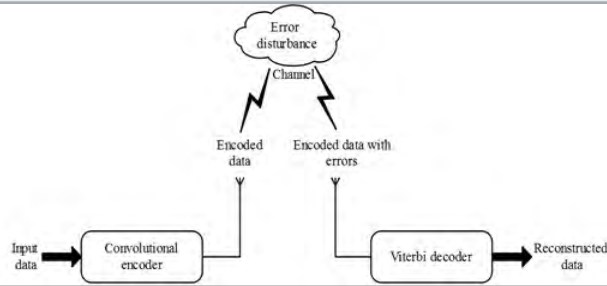 Error
disturbance
Channel
Encoded
data
Encoded data with
errors
Input
data
Convolutional
encoder
Viterbi decoder
Reconstructed
data